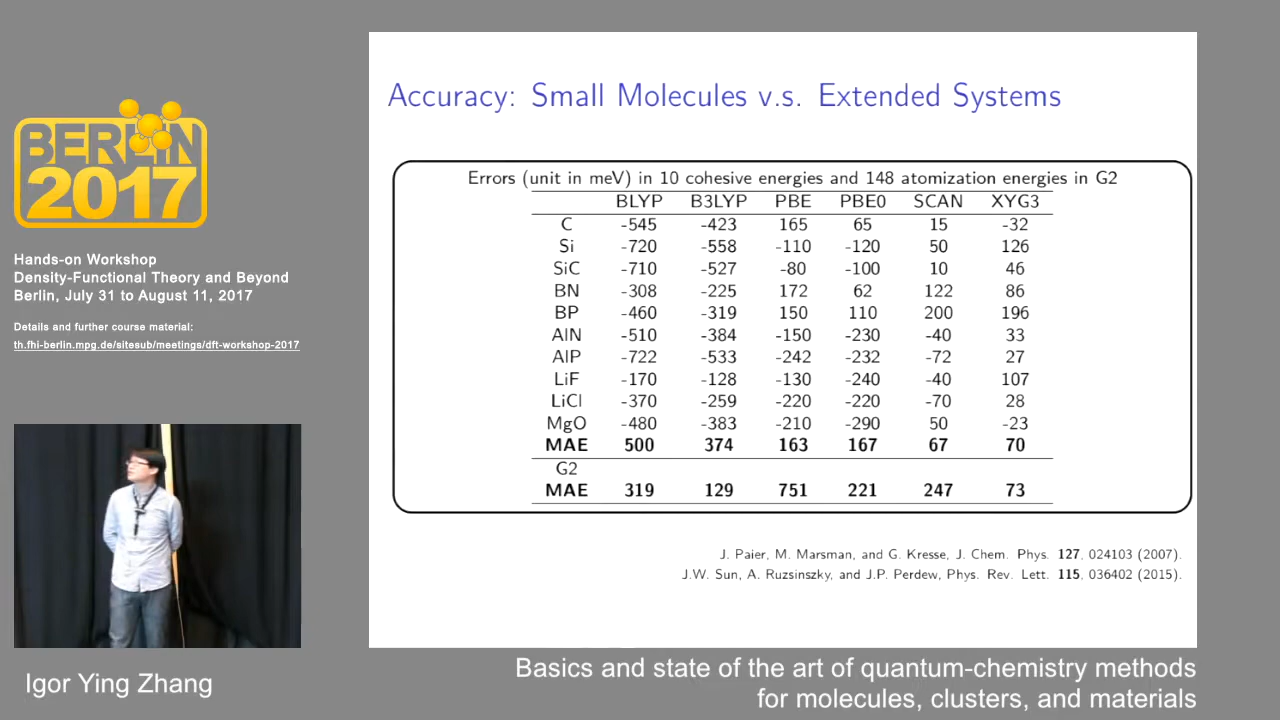 BERLIN
2017
Hands-on Workshop
Density-Functional Theory and Beyond
Berlin, July 31 to August 11, 2017
Details and further course material:
th.fhi-berlin.mpg.de/sitesub/meetings/dft-workshop-2017
Accuracy: Small Molecules v.s. Extended Systems
Errors (unit in meV) in 10 cohesive energies and 148 atomization energies in G2
BLYP B3LYP PBE PBE0 SCAN XYG3
C -545 -423 165 65 15 -32
Si -720 -558 -110 -120 50 126
SiC -710 -527 -80 -100 10 46
BN -308 -225 172 62 122 86
BP -460 -319 150 110 200 196
AlN -510 -384 -150 -230 -40 33
AlP -722 -533 -242 -232 -72 27
LiF -170 -128 -130 -240 -40 107
LiCl -370 -259 -220 -220 -70 28
MgO -480 -383 -210 -290 50 -23
MAE 500 374 163 167 67 70
G2
MAE 319 129 751 221 247 73
J. Paier, M. Marsman, and G. Kresse, J. Chem. Phys. 127, 024103 (2007).
J.W. Sun, A. Ruzsinszky, and J.P. Perdew, Phys. Rev. Lett. 115, 036402 (2015).
Igor Ying Zhang
Basics and state of the art of quantum-chemistry methods
for molecules, clusters, and materials